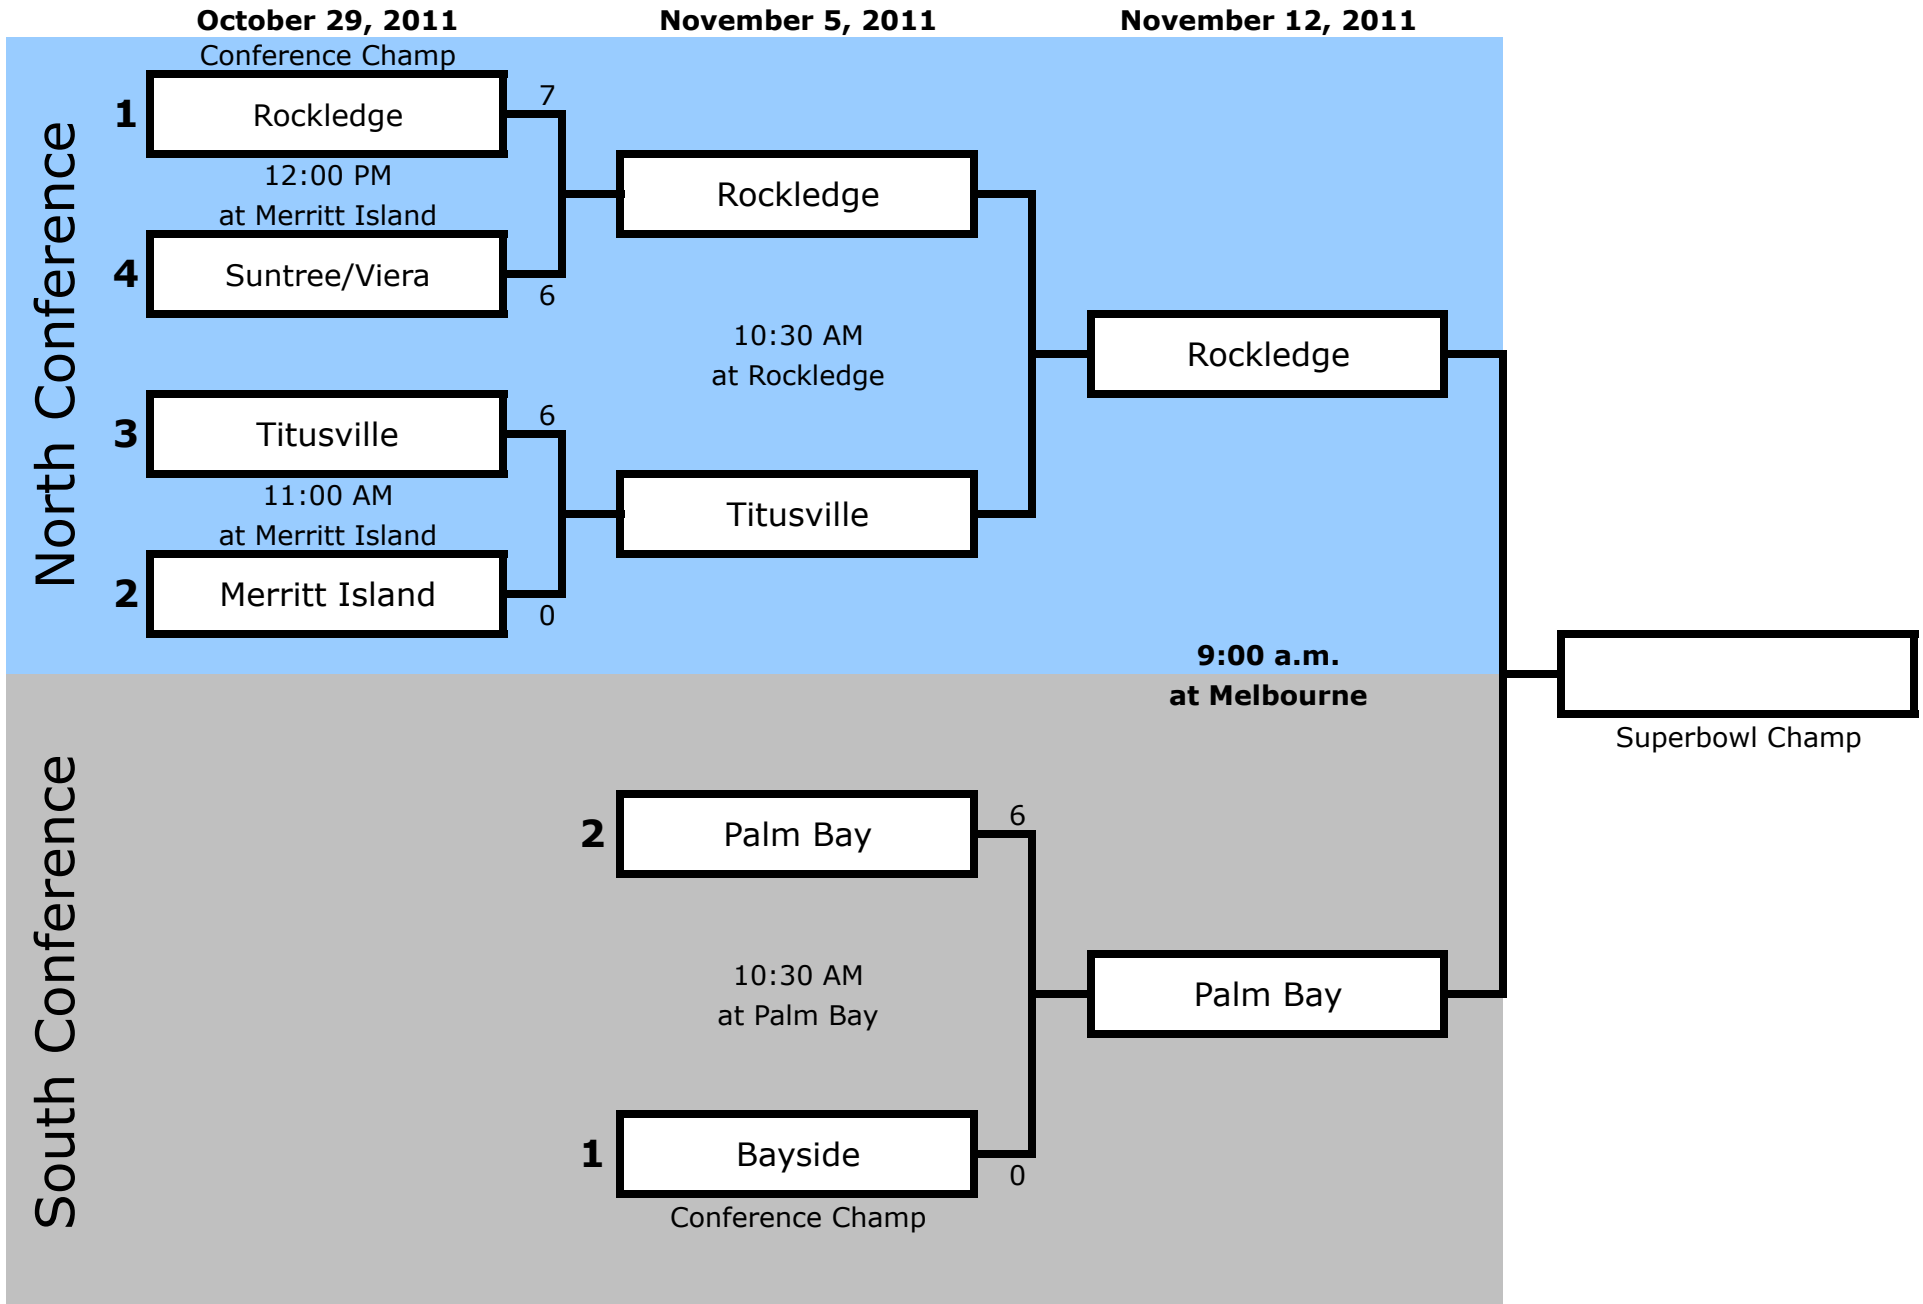 October 29, 2011
November 5, 2011
November 12, 2011
North Conference
Conference Champ
1
Rockledge
7
12:00 PM
at Merritt Island
4
Suntree/Viera
6
3
Titusville
6
11:00 AM
at Merritt Island
2
Merritt Island
0
Rockledge
10:30 AM
at Rockledge
Titusville
Rockledge
9:00 a.m.
at Melbourne
Superbowl Champ
South Conference
2
Palm Bay
6
10:30 AM
at Palm Bay
1
Bayside
0
Conference Champ
Palm Bay